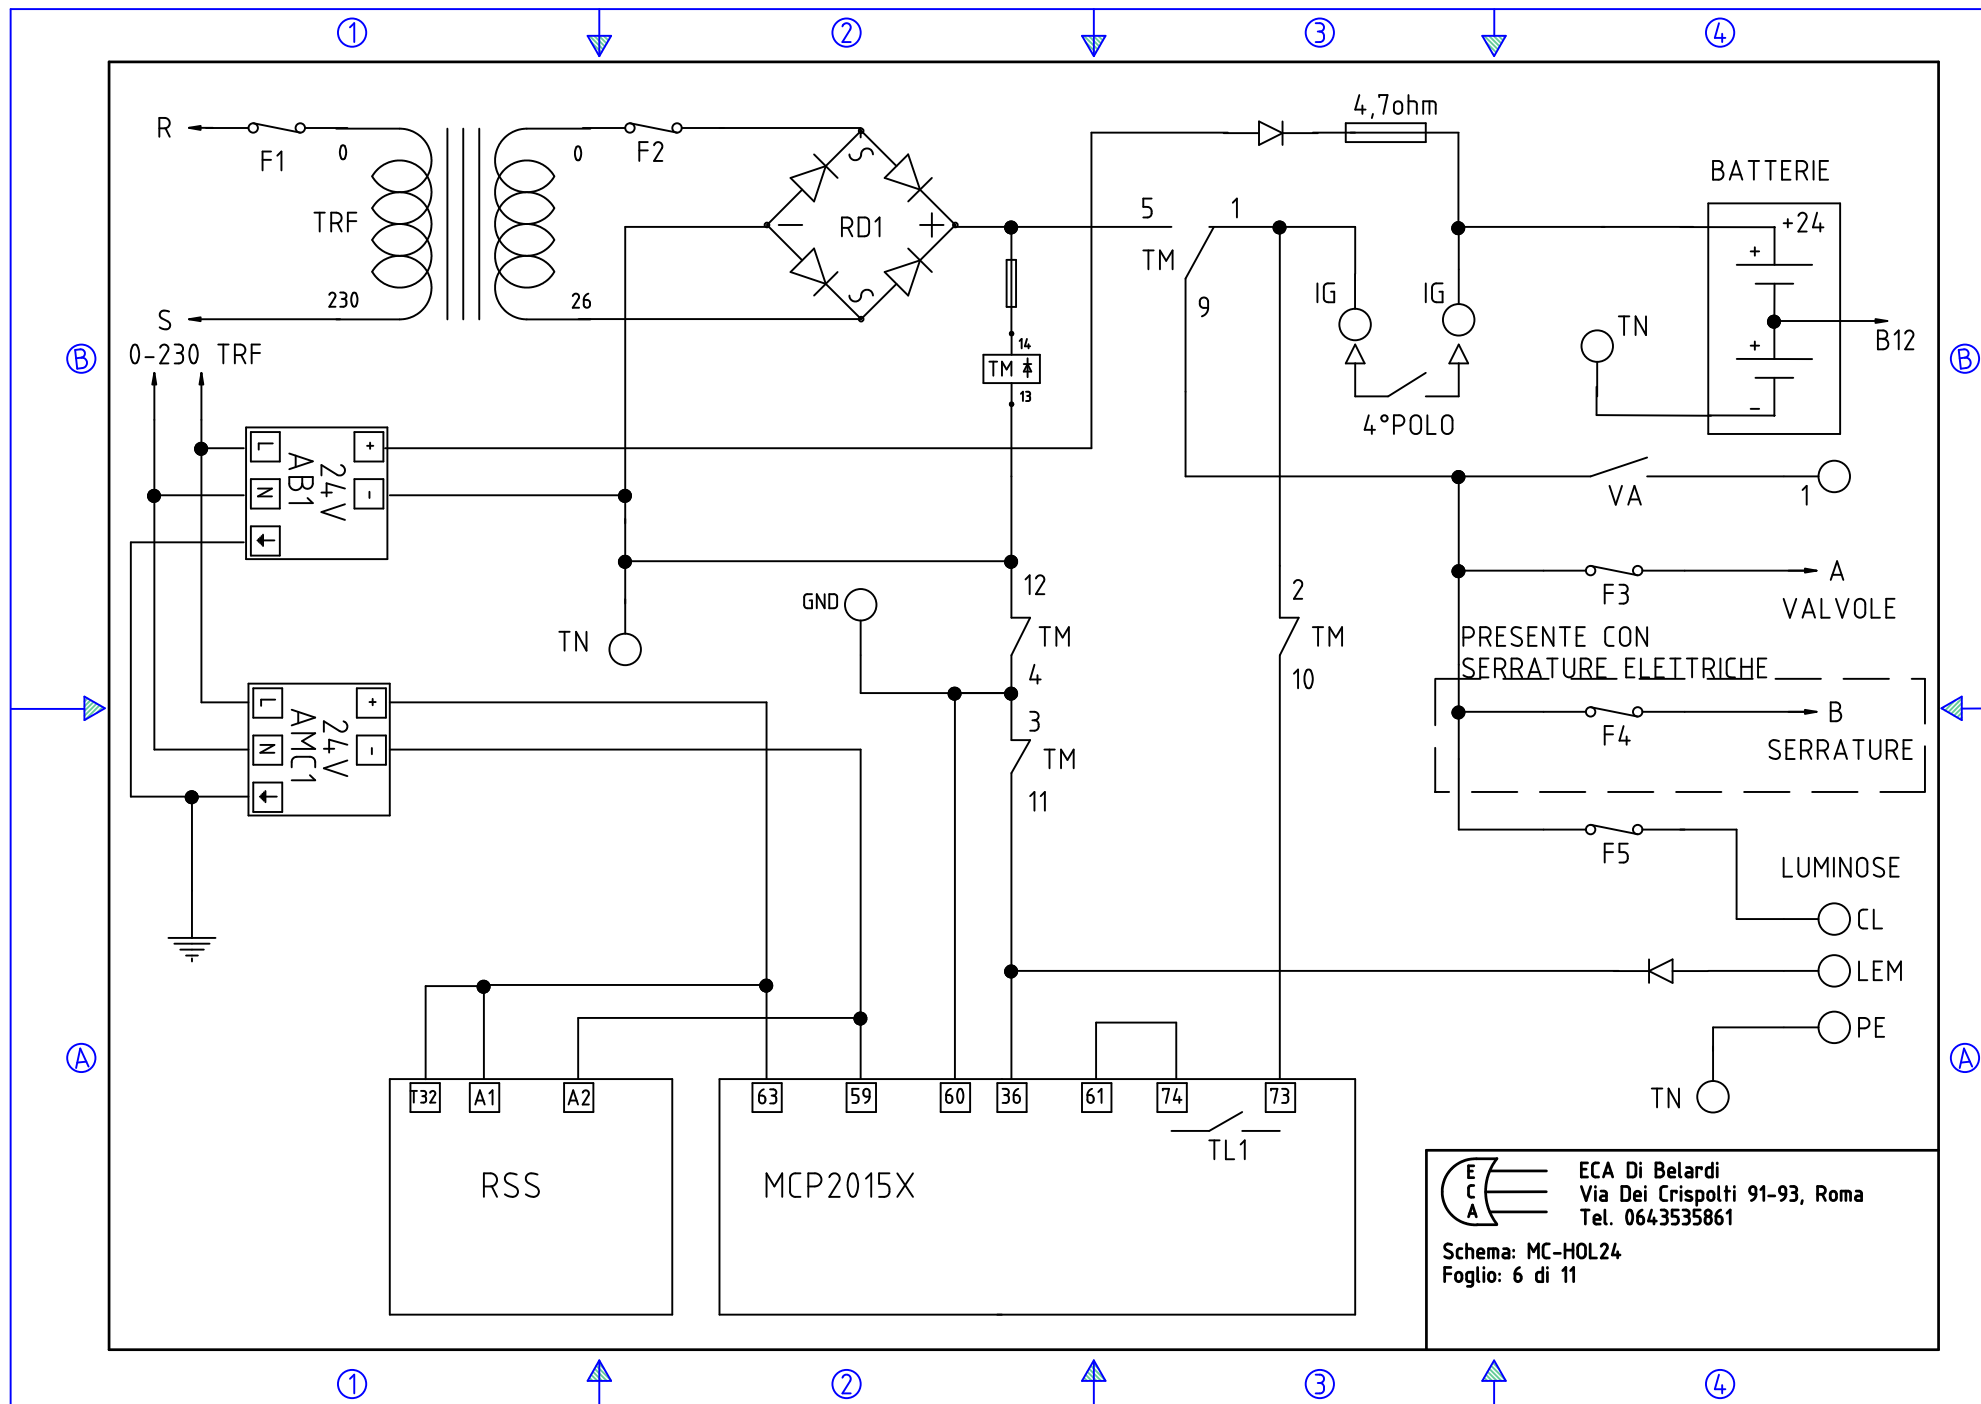 1 2 3 4
R F1 0 0 F2 4,7ohm
TRF S RD1 5 1 BATTERIE
- + +24
TM
230 26 S 9 IG IG + TN
S 14 B12
0-230 TRF TM + B B
13 -
4°POLO
L + 24V AB1
N - VA 1
12 2 F3 A
GND VALVOLE
TN TM TM PRESENTE CON
4 10 SERRATURE ELETTRICHE
L + 24V AMC1
3 F4 B
N - TM SERRATURE
11
F5
LUMINOSE
CL
LEM
PE
A A
T32 A1 A2 63 59 60 36 61 74 73 TN
TL1
RSS MCP2015X
E C A
ECA Di Belardi
Via Dei Crispolti 91-93, Roma
Tel. 0643535861
Schema: MC-HOL24
Foglio: 6 di 11
1 2 3 4